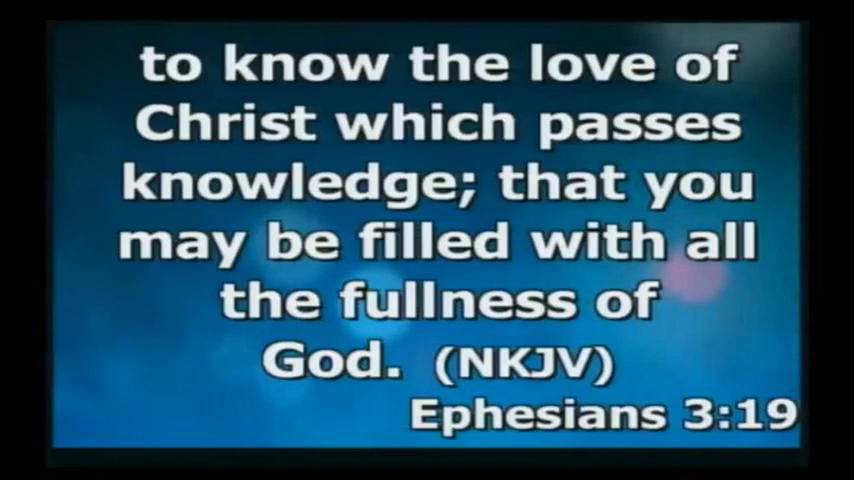 to know the love of
Christ which passes
knowledge; that you
may be filled with all
the fullness of
God. (NKJV)
Ephesians 3:19